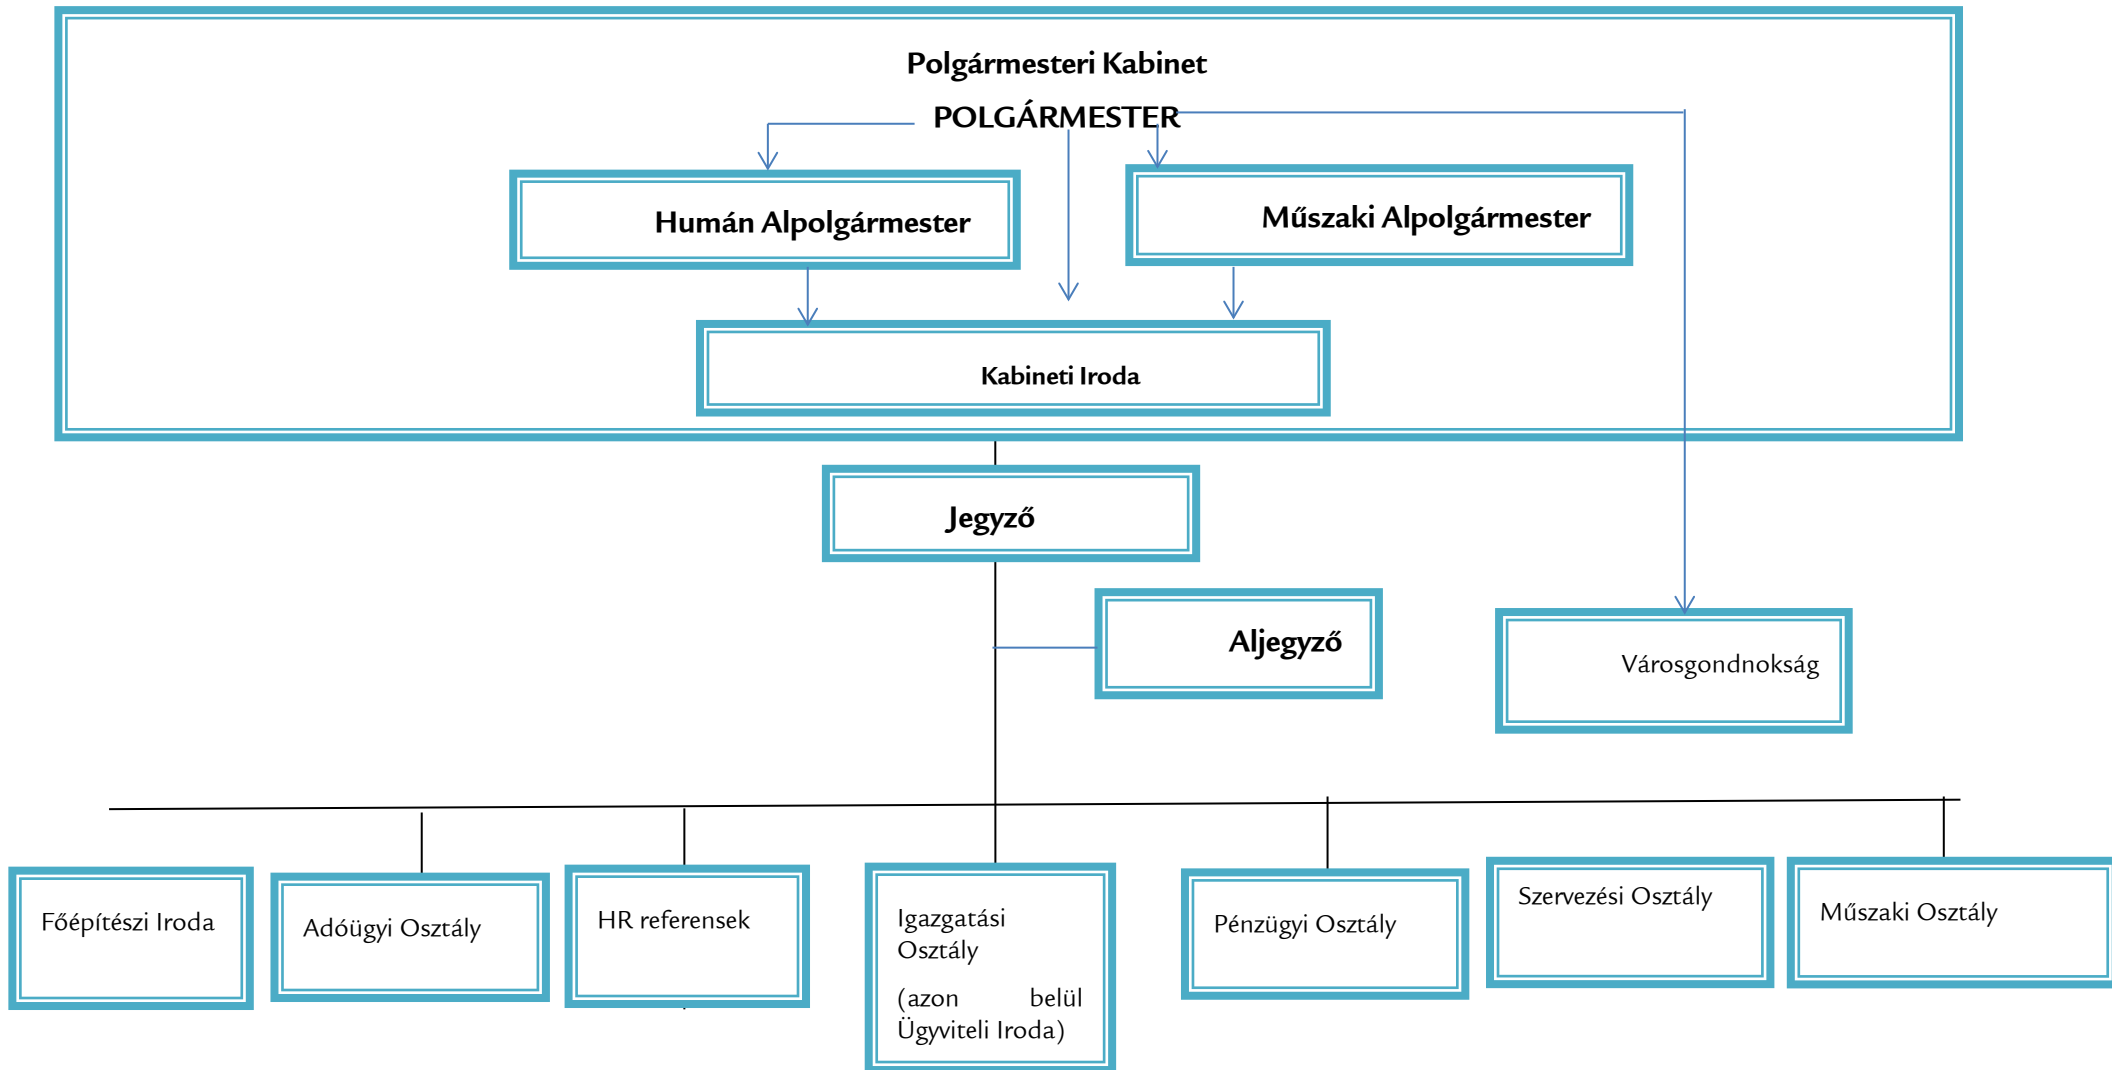 Polgármesteri Kabinet
POLGÁRMESTER
Humán Alpolgármester
Műszaki Alpolgármester
Kabineti Iroda
Jegyző
Aljegyző
Városgondnokság
Főépítészi Iroda
Adóügyi Osztály
HR referensek
Igazgatási
Osztály
(azon belül
Ügyviteli Iroda)
Pénzügyi Osztály
Szervezési Osztály
Műszaki Osztály